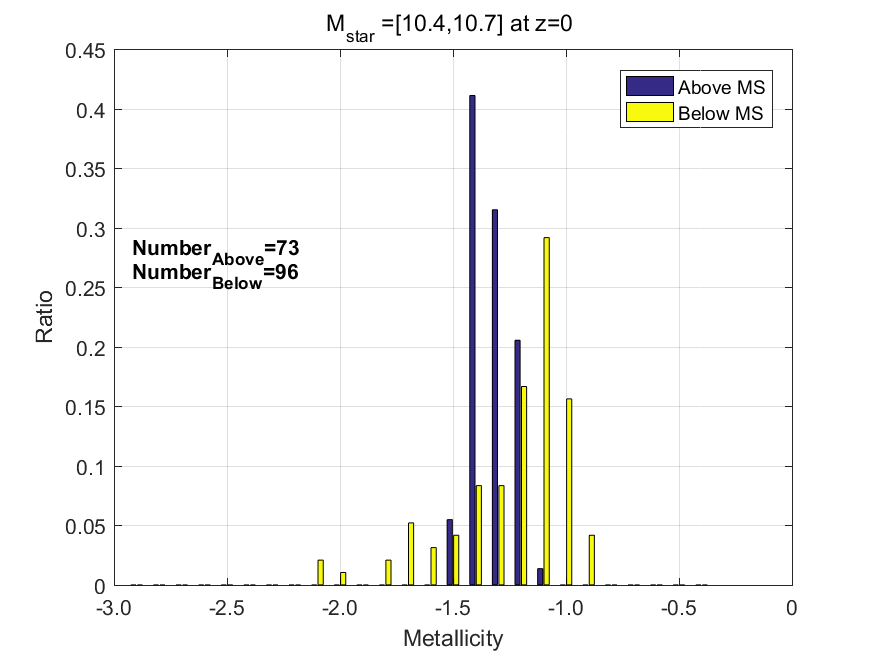 M_star =[10.4,10.7] at z=0
0.45
0.4
0.35
0.3
0.25
0.2
0.15
0.1
0.05
0
Ratio
Above MS
Below MS
Number_Above=73
Number_Below=96
-3.0 -2.5 -2.0 -1.5 -1.0 -0.5 0
Metallicity